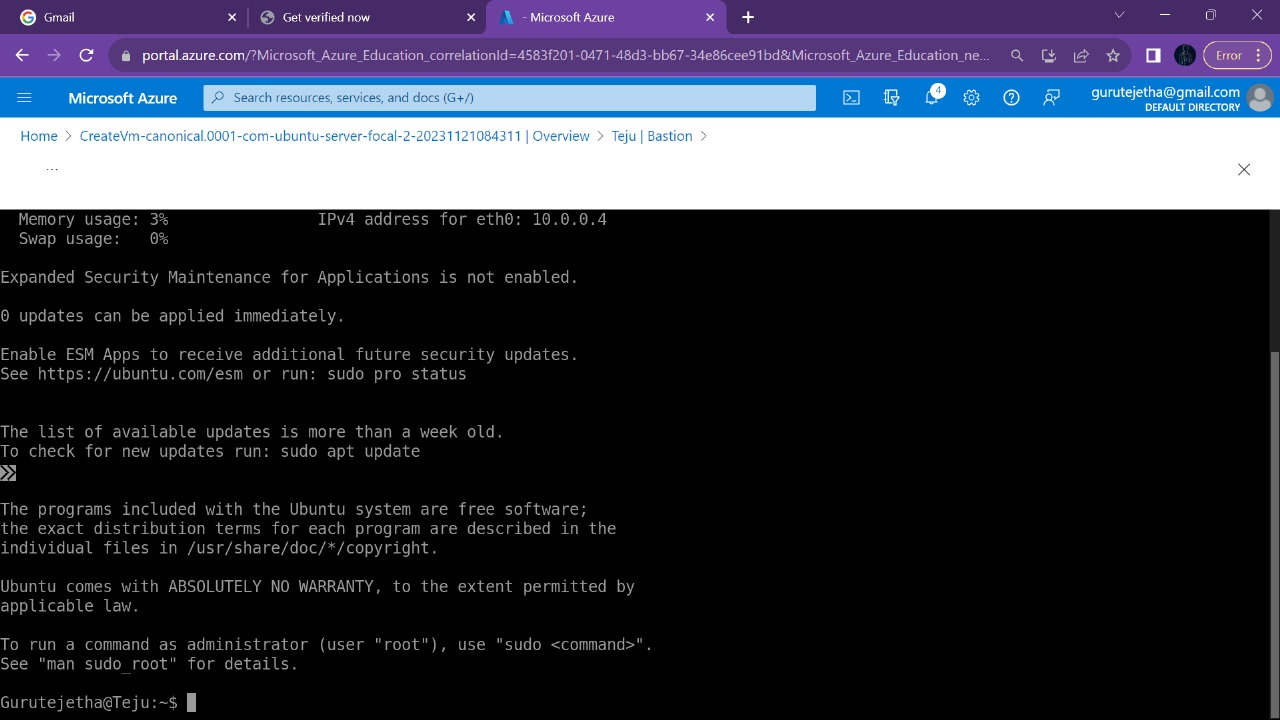 Gmail
Get verified now
- Microsoft Azure
portal.azure.com/?Microsoft_Azure_Education_correlationId=4583f201-0471-48d3-bb67-34e86cee91bd&Microsoft_Azure_Education_ne...
Error
Microsoft Azure
Search resources, services, and docs (G+/)
4
gurutejetha@gmail.com
DEFAULT DIRECTORY
Home > CreateVm-canonical.0001-com-ubuntu-server-focal-2-20231121084311 | Overview > Teju | Bastion >
...
Memory usage: 3% IPv4 address for eth0: 10.0.0.4
Swap usage: 0%
Expanded Security Maintenance for Applications is not enabled.
0 updates can be applied immediately.
Enable ESM Apps to receive additional future security updates.
See https://ubuntu.com/esm or run: sudo pro status
The list of available updates is more than a week old.
To check for new updates run: sudo apt update
The programs included with the Ubuntu system are free software;
the exact distribution terms for each program are described in the
individual files in /usr/share/doc/*/copyright.
Ubuntu comes with ABSOLUTELY NO WARRANTY, to the extent permitted by
applicable law.
To run a command as administrator (user "root"), use "sudo <command>".
See "man sudo_root" for details.
Gurutejetha@Teju:~$